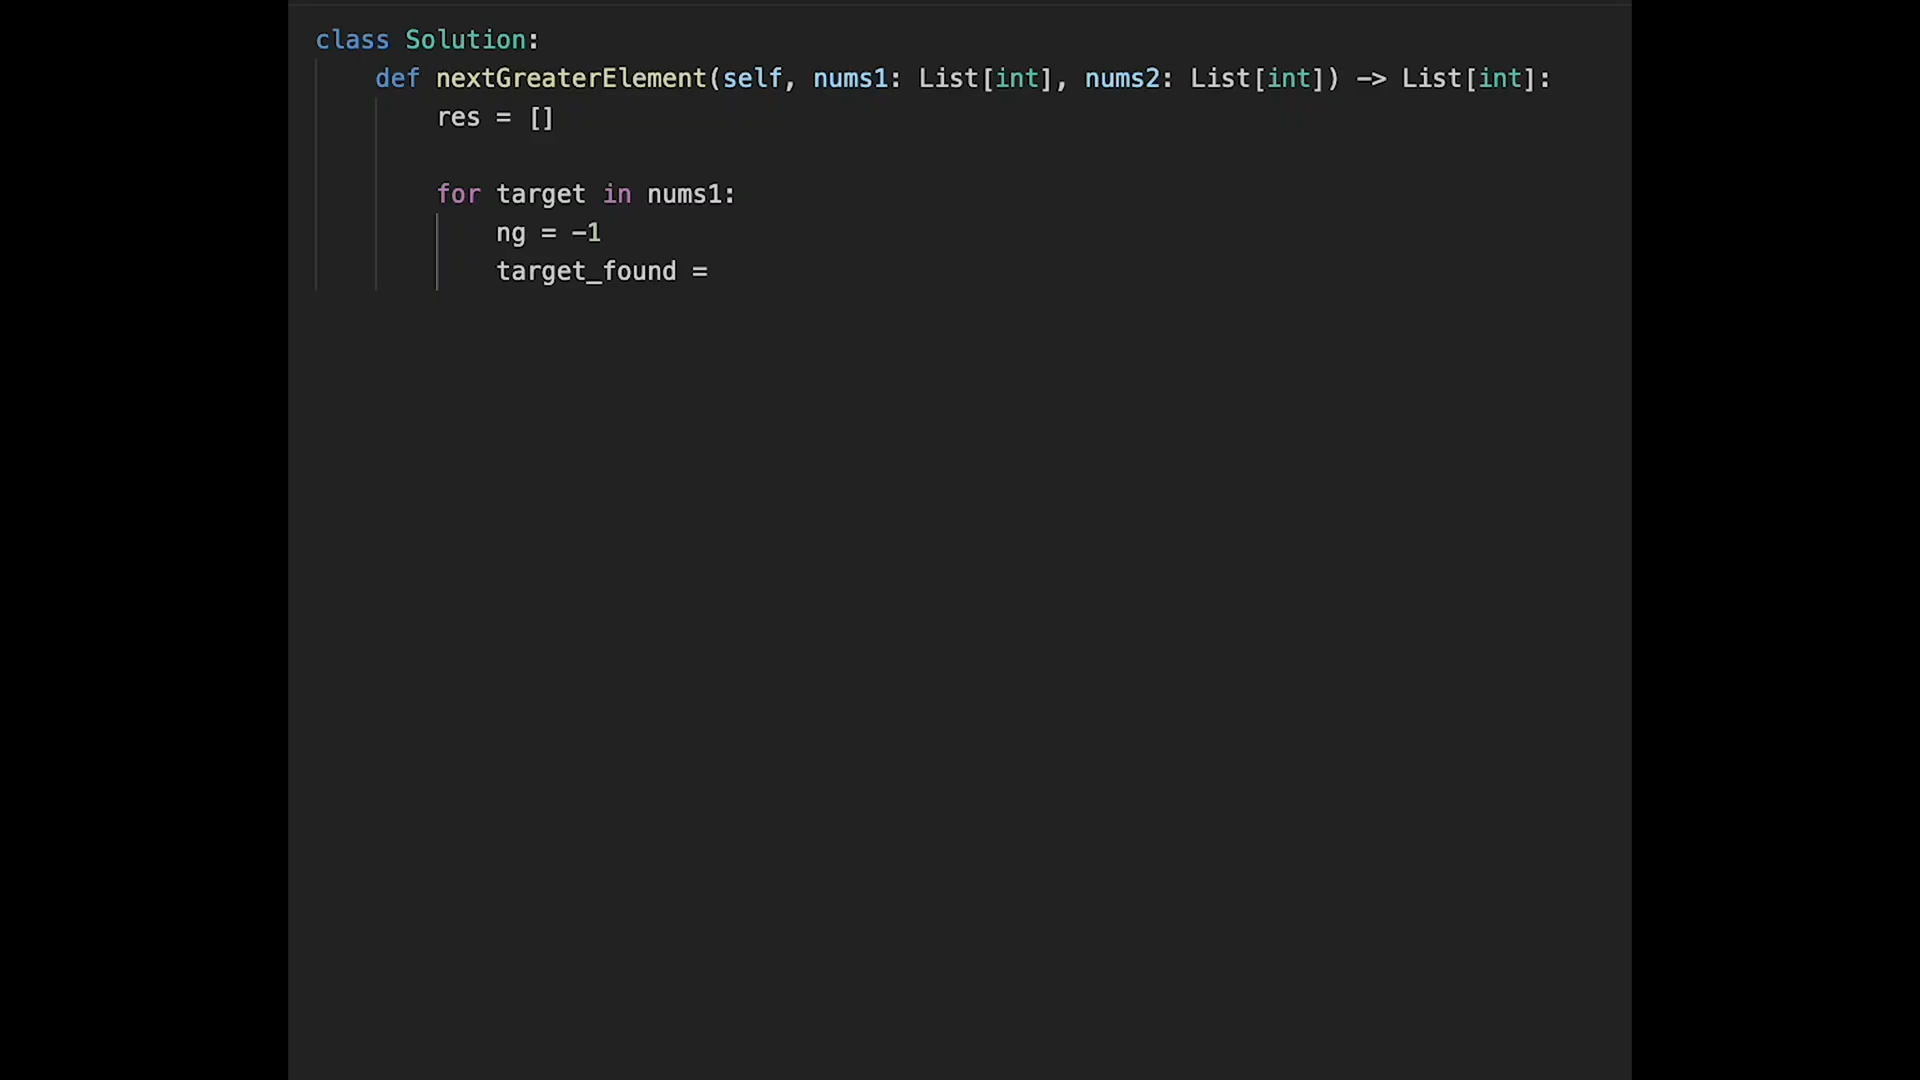 class Solution:
def nextGreaterElement(self, nums1: List[int], nums2: List[int]) -> List[int]:
res = []
for target in nums1:
ng = -1
target_found =